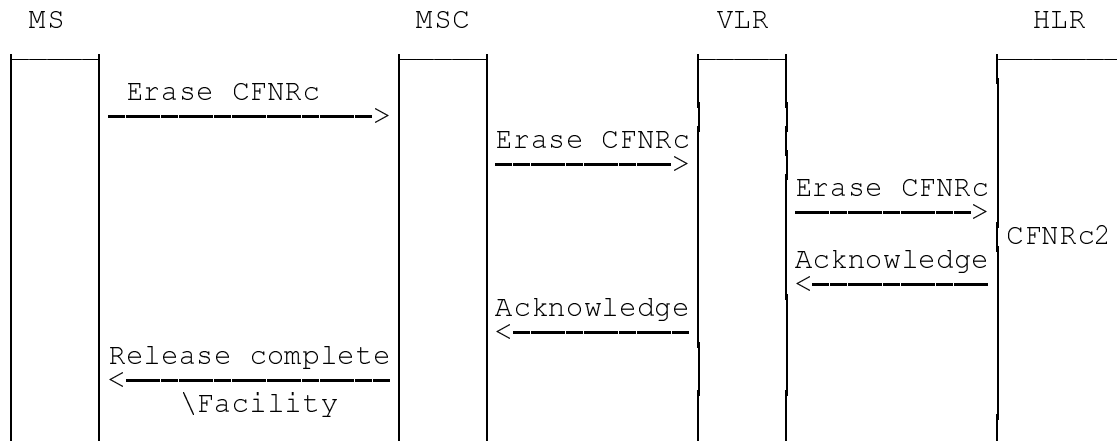 MS MSC VLR HLR
Erase CFNRc
Erase CFNRc
Erase CFNRc
CFNRc2
Acknowledge
Acknowledge
Release complete
\Facility